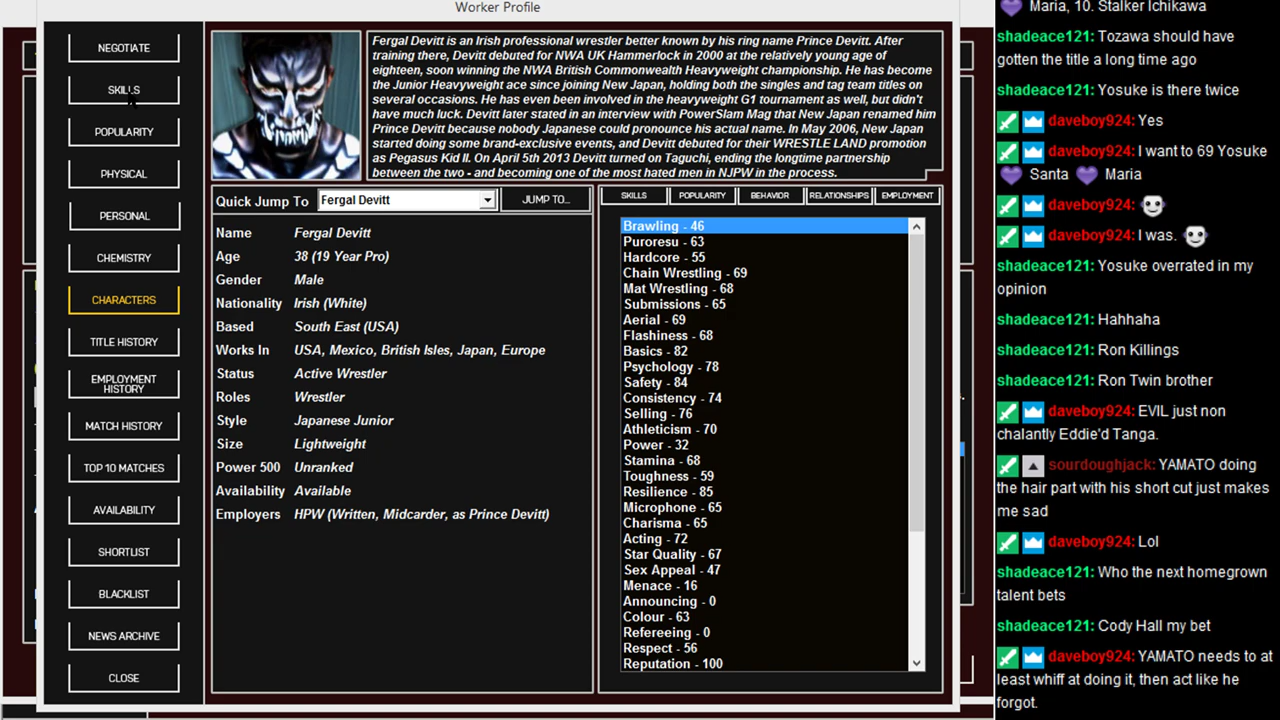 Worker Profile
NEGOTIATE
SKILLS
POPULARITY
PHYSICAL
PERSONAL
CHEMISTRY
CHARACTERS
TITLE HISTORY
EMPLOYMENT
HISTORY
MATCH HISTORY
TOP 10 MATCHES
AVAILABILITY
SHORTLIST
BLACKLIST
NEWS ARCHIVE
CLOSE
Fergal Devitt is an Irish professional wrestler better known by his ring name Prince Devitt. After
training there, Devitt debuted for NWA UK Hammerlock in 2000 at the relatively young age of
eighteen, soon winning the NWA British Commonwealth Heavyweight championship. He has become
the Junior Heavyweight ace since joining New Japan, holding both the singles and tag team titles on
several occasions. He has even been involved in the heavyweight G1 tournament as well, but didn't
have much luck. Devitt later stated in an interview with PowerSlam Mag that New Japan renamed him
Prince Devitt because nobody Japanese could pronounce his actual name. In May 2006, New Japan
started doing some brand-exclusive events, and Devitt debuted for their WRESTLE LAND promotion
as Pegasus Kid II. On April 5th 2013 Devitt turned on Taguchi, ending the longtime partnership
between the two - and becoming one of the most hated men in NJPW in the process.
Quick Jump To Fergal Devitt JUMP TO...
Name Fergal Devitt
Age 38 (19 Year Pro)
Gender Male
Nationality Irish (White)
Based South East (USA)
Works In USA, Mexico, British Isles, Japan, Europe
Status Active Wrestler
Roles Wrestler
Style Japanese Junior
Size Lightweight
Power 500 Unranked
Availability Available
Employers HPW (Written, Midcarder, as Prince Devitt)
SKILLS POPULARITY BEHAVIOR RELATIONSHIPS EMPLOYMENT
Brawling - 46
Puroresu - 63
Hardcore - 55
Chain Wrestling - 69
Mat Wrestling - 68
Submissions - 65
Aerial - 69
Flashiness - 68
Basics - 82
Psychology - 78
Safety - 84
Consistency - 74
Selling - 76
Athleticism - 70
Power - 32
Stamina - 68
Toughness - 59
Resilience - 85
Microphone - 65
Charisma - 65
Acting - 72
Star Quality - 67
Sex Appeal - 47
Menace - 16
Announcing - 0
Colour - 63
Refereeing - 0
Respect - 56
Reputation - 100
Maria, 10. Stalker Ichikawa
shadeace121: Tozawa should have
gotten the title a long time ago
shadeace121: Yosuke is there twice
daveboy924: Yes
daveboy924: I want to 69 Yosuke
Santa Maria
daveboy924:
daveboy924: I was.
shadeace121: Yosuke overrated in my
opinion
shadeace121: Hahhaha
shadeace121: Ron Killings
shadeace121: Ron Twin brother
daveboy924: EVIL just non
chalantly Eddie'd Tanga.
sourdoughjack: YAMATO doing
the hair part with his short cut just makes
me sad
daveboy924: Lol
shadeace121: Who the next homegrown
talent bets
shadeace121: Cody Hall my bet
daveboy924: YAMATO needs to at
least whiff at doing it, then act like he
forgot.